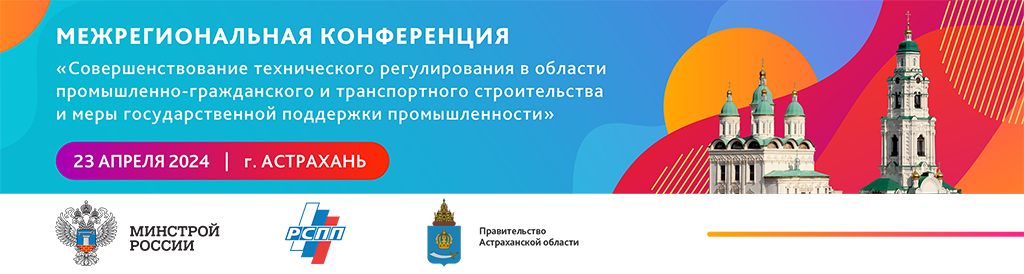 МЕЖРЕГИОНАЛЬНАЯ КОНФЕРЕНЦИЯ
«Совершенствование технического регулирования в области
промышленно-гражданского и транспортного строительства
и меры государственной поддержки промышленности»
23 АПРЕЛЯ 2024 | г. АСТРАХАНЬ
МИНСТРОЙ
РОССИИ
РСПП
Правительство
Астраханской области